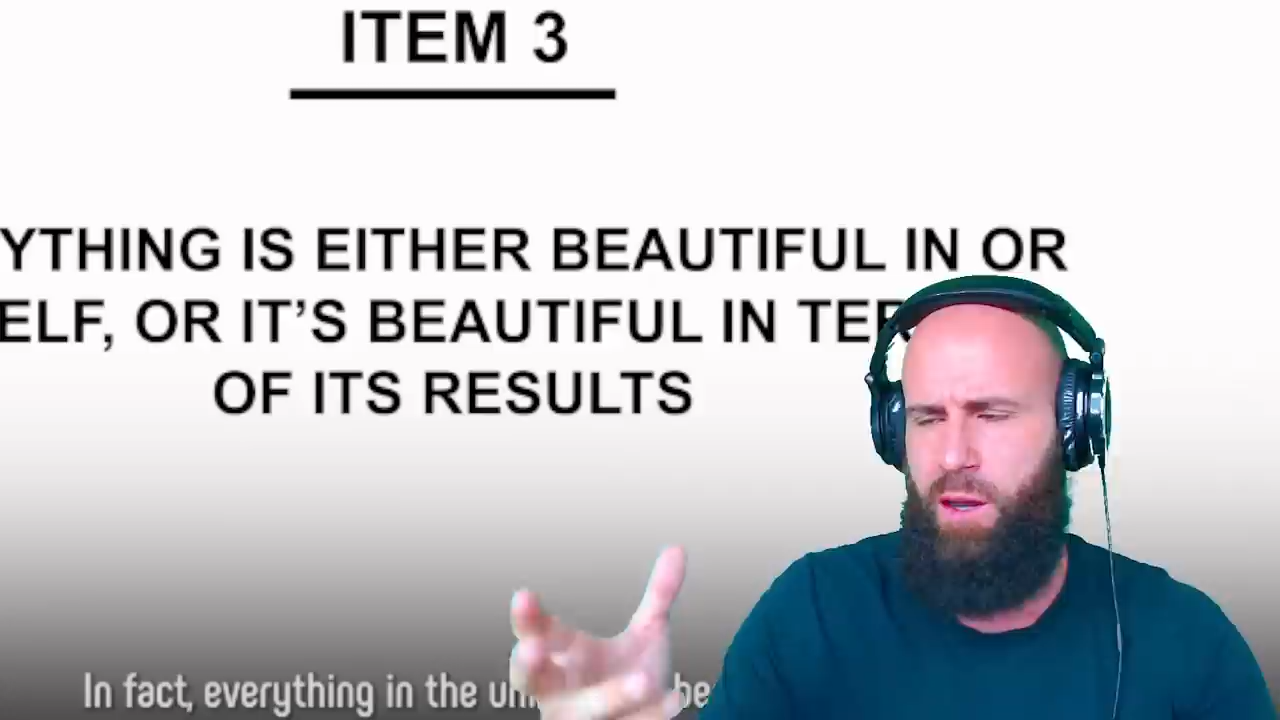 ITEM 3
YTHING IS EITHER BEAUTIFUL IN OR
ELF, OR IT'S BEAUTIFUL IN TER
OF ITS RESULTS
In fact, everything in the un be